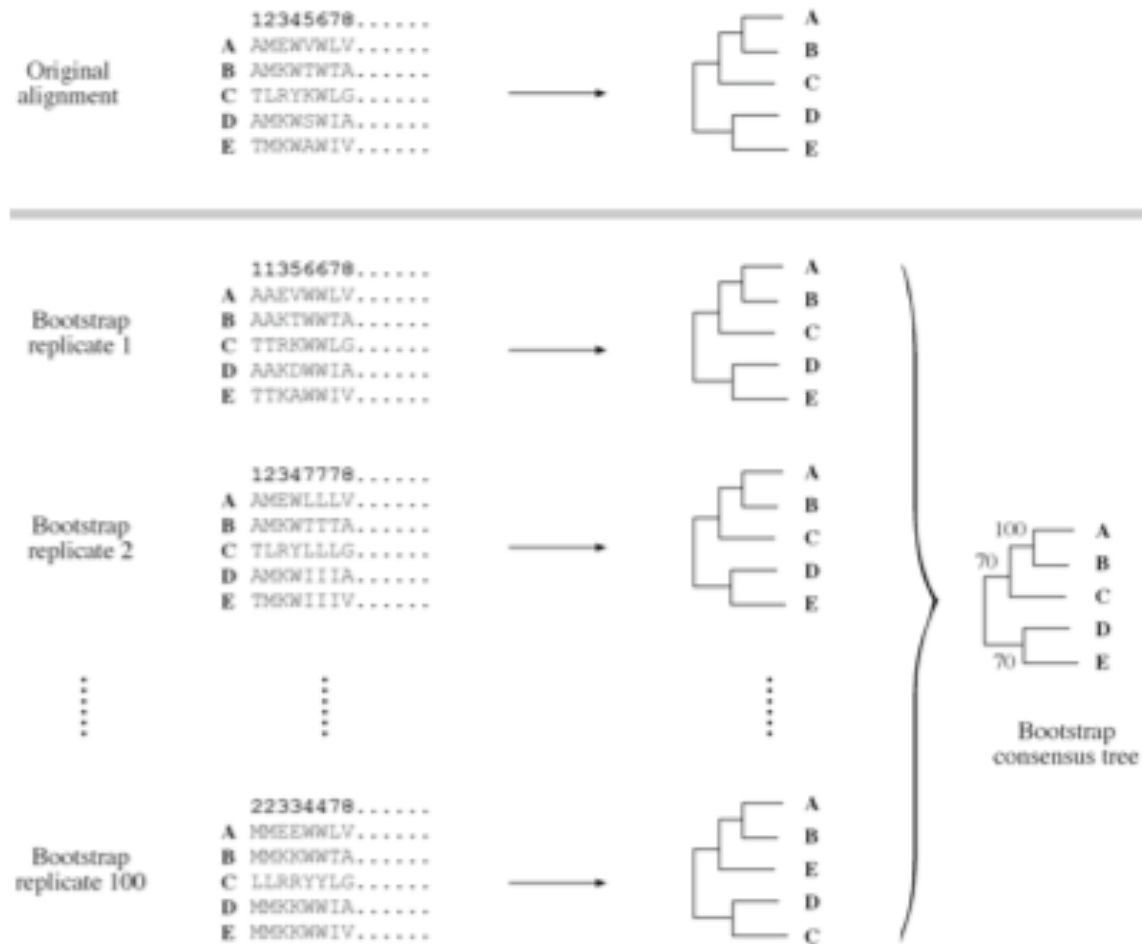 12345678......
A AMEWVWLV......
B AMKWTWTA......
C TLRYKWLG......
D AMKWSWIA......
E TMKWAWIV......
Original
alignment
A
B
C
D
E
11356678......
A AAEVWWLV......
B AAKTWWTA......
C TTRKWWLG......
D AAKDWWIA......
E TTKAWWIV......
Bootstrap
replicate 1
A
B
C
D
E
12347778......
A AMEWLLLV......
B AMKWTTTA......
C TLRYLLLG......
D AMKWIIIA......
E TMKWIIIV......
Bootstrap
replicate 2
A
B
C
D
E
22334478......
A MMEEWWLV......
B MMKKWWTA......
C LLRRYYLG......
D MMKKWWIA......
E MMKKWWIV......
Bootstrap
replicate 100
A
B
E
D
C
100
70
70
A
B
C
D
E
Bootstrap
consensus tree